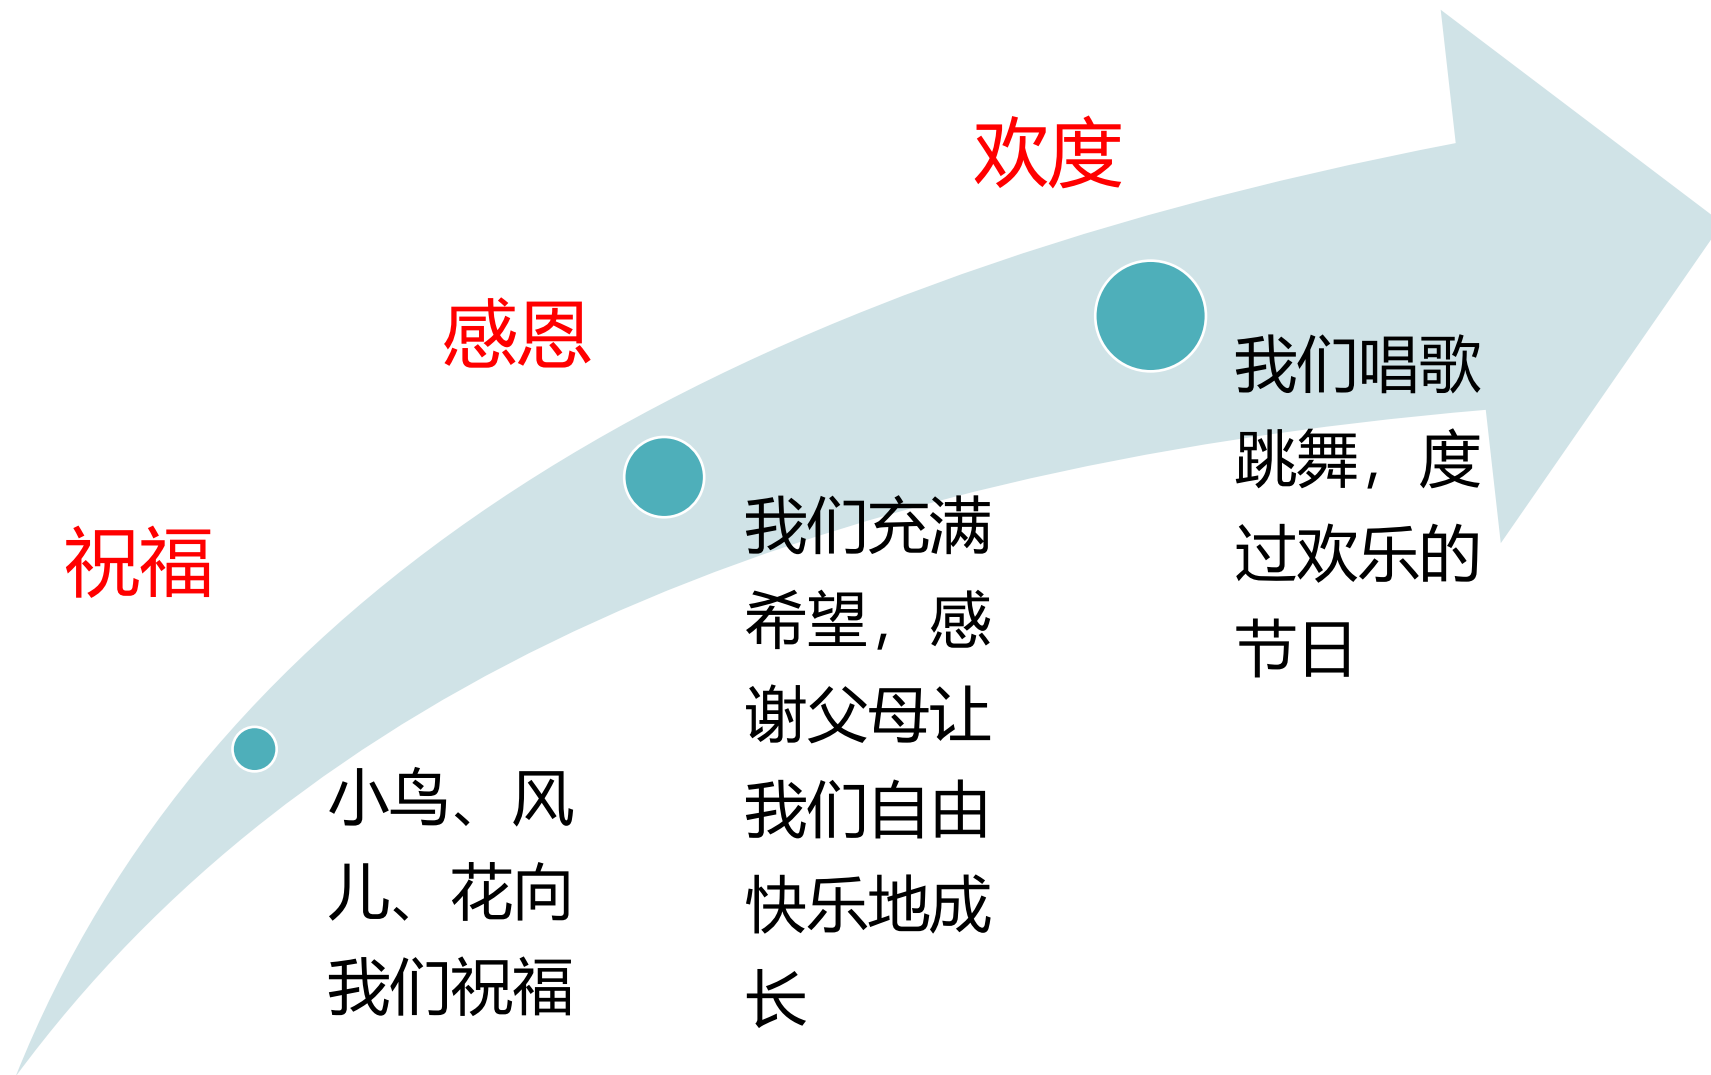 祝福
小鸟、风
儿、花向
我们祝福
感恩
我们充满
希望，感
谢父母让
我们自由
快乐地成
长
欢度
我们唱歌
跳舞，度
过欢乐的
节日